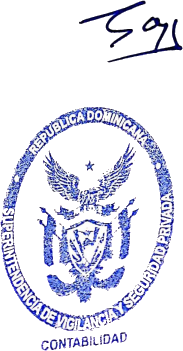 REPUBLICA DOMINICANA
SUPERINTENDENCIA DE VIGILANCIA Y SEGURIDAD PRIVADA
CONTABILIDAD